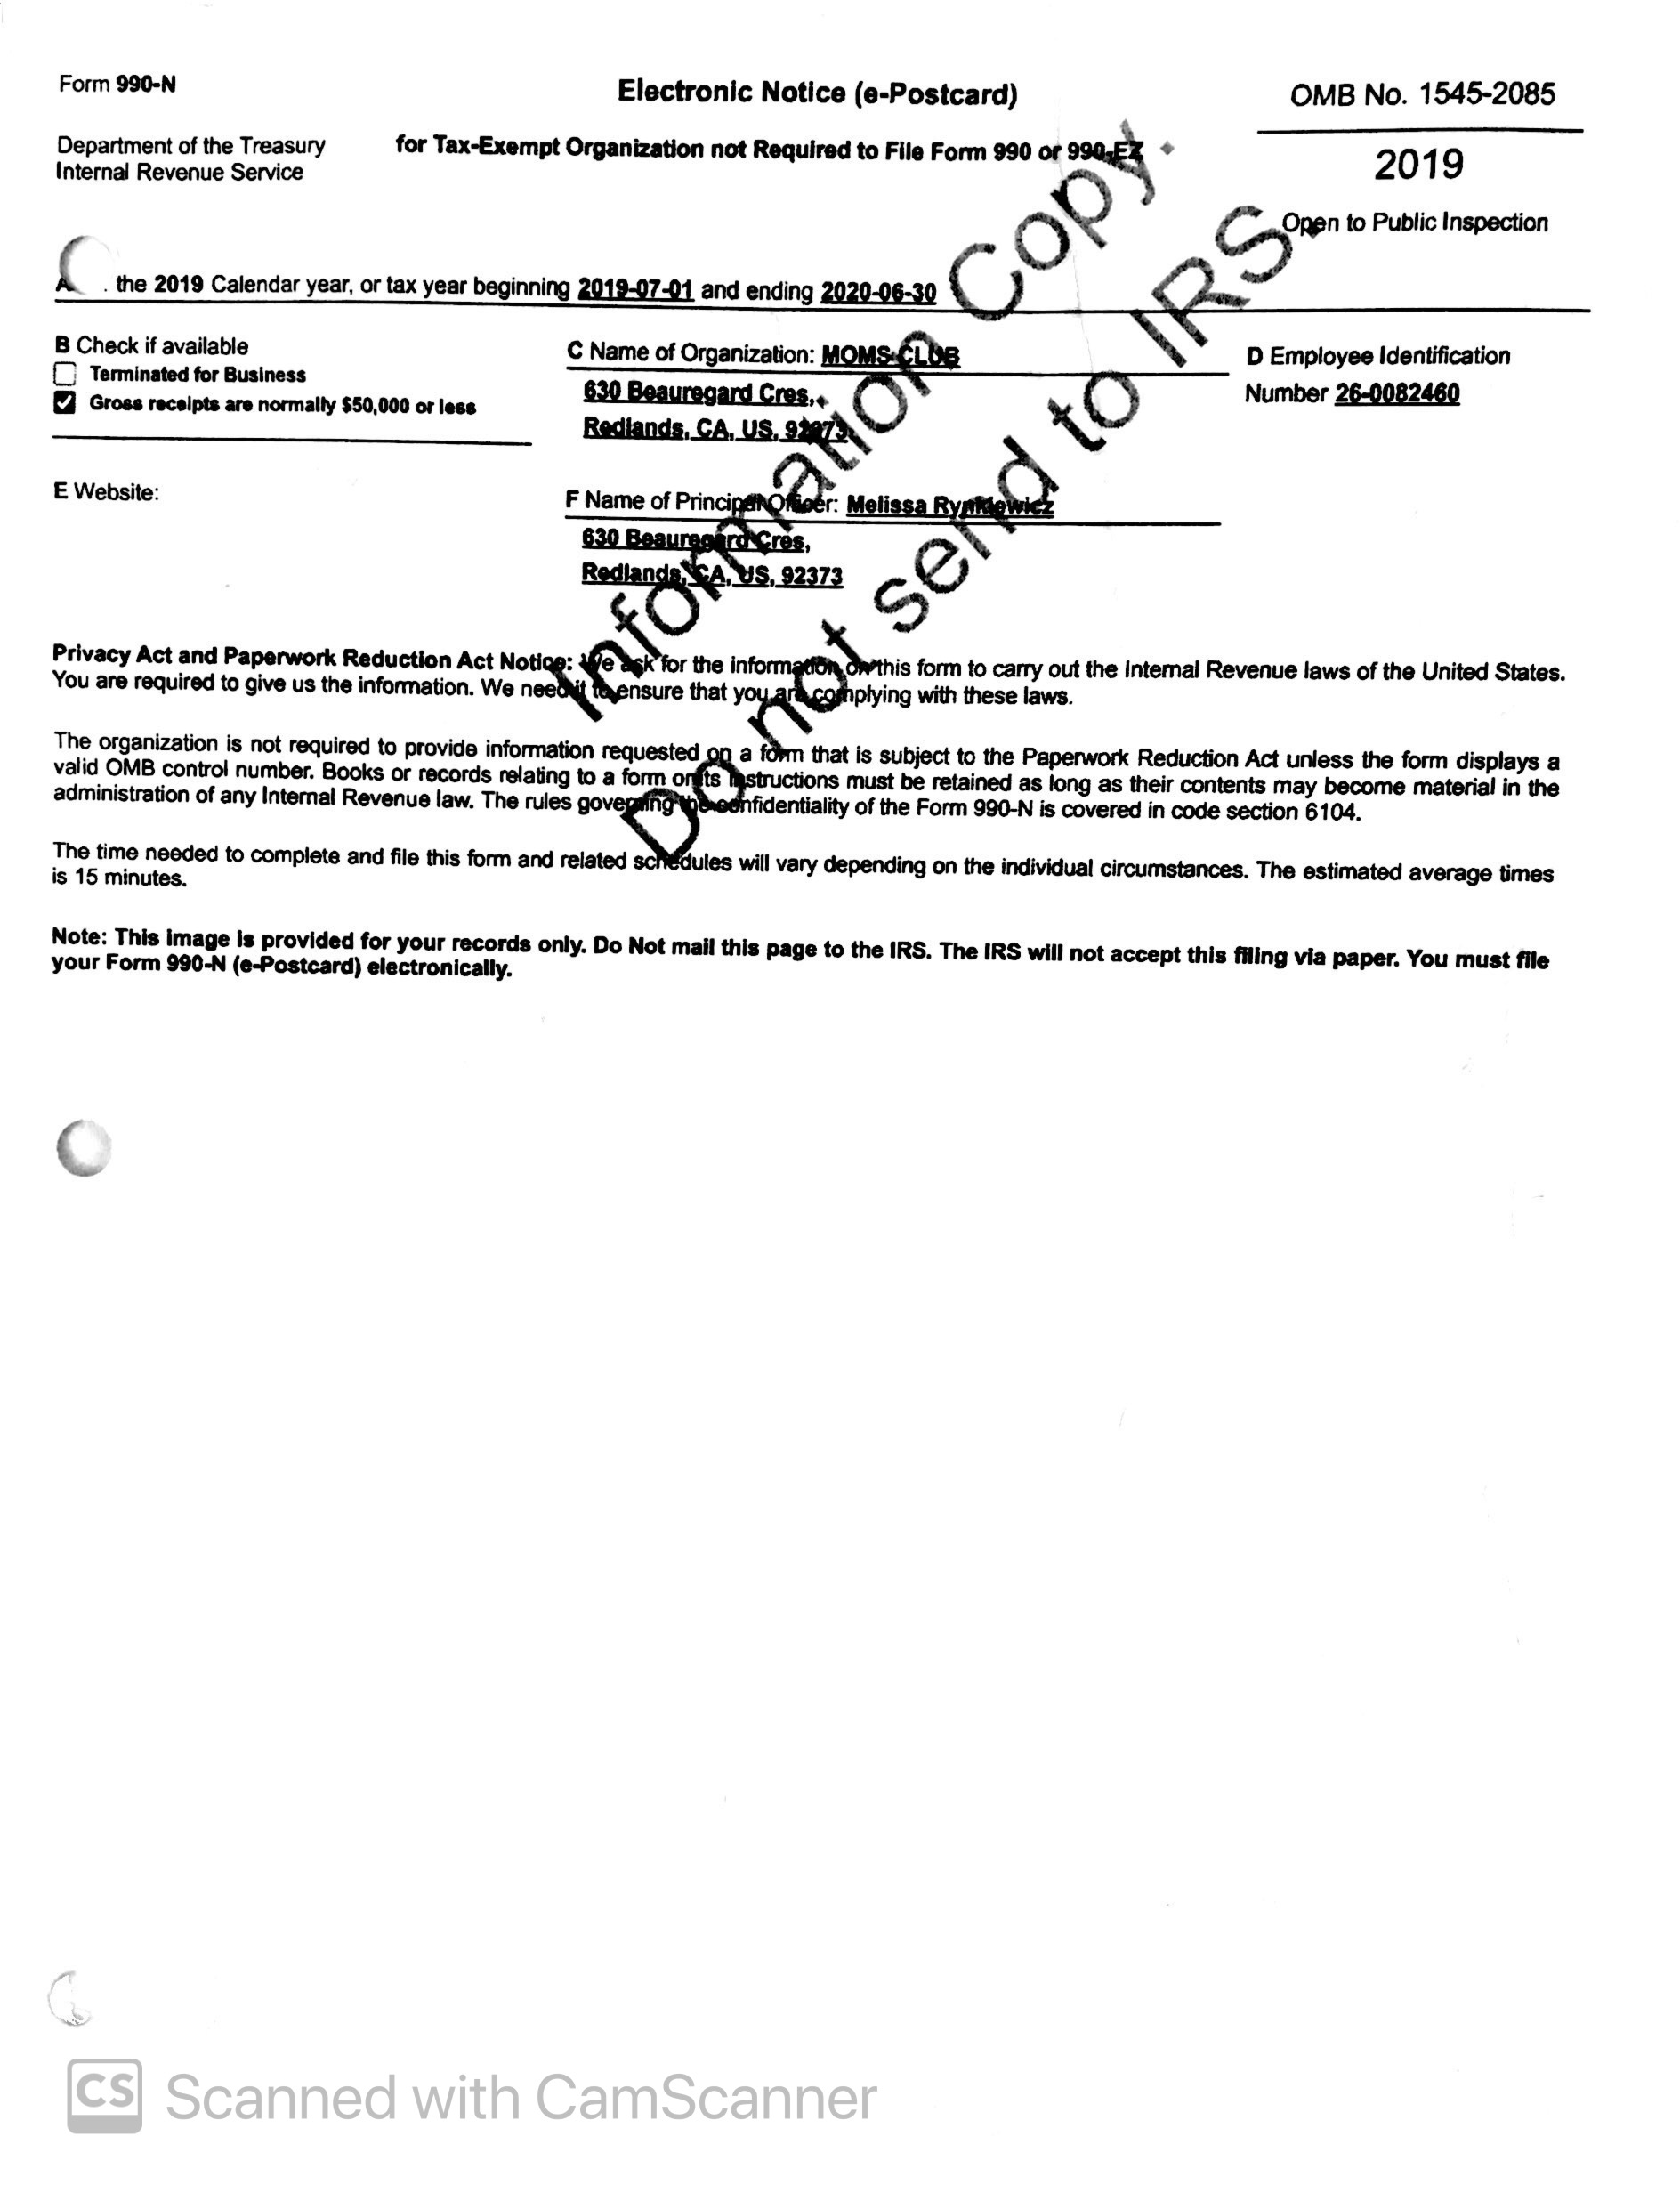 Form 990-N
Electronic Notice (e-Postcard)
OMB No. 1545-2085
Department of the Treasury
Internal Revenue Service
for Tax-Exempt Organization not Required to File Form 990 or 990-EZ
2019
Open to Public Inspection
A . the 2019 Calendar year, or tax year beginning 2019-07-01 and ending 2020-06-30
B Check if available
Terminated for Business
Gross receipts are normally $50,000 or less
C Name of Organization: MOMS CLUB
630 Beauregard Cres,
Redlands, CA, US, 92373
D Employee Identification
Number 26-0082460
E Website:
F Name of Principal Officer: Melissa Rynkiewicz
630 Beauregard Cres,
Redlands, CA, US, 92373
Information Copy.
Do not send to IRS.
Privacy Act and Paperwork Reduction Act Notice: We ask for the information on this form to carry out the Internal Revenue laws of the United States.
You are required to give us the information. We need it to ensure that you are complying with these laws.
The organization is not required to provide information requested on a form that is subject to the Paperwork Reduction Act unless the form displays a
valid OMB control number. Books or records relating to a form or its instructions must be retained as long as their contents may become material in the
administration of any Internal Revenue law. The rules governing the confidentiality of the Form 990-N is covered in code section 6104.
The time needed to complete and file this form and related schedules will vary depending on the individual circumstances. The estimated average times
is 15 minutes.
Note: This image is provided for your records only. Do Not mail this page to the IRS. The IRS will not accept this filing via paper. You must file
your Form 990-N (e-Postcard) electronically.
CS Scanned with CamScanner